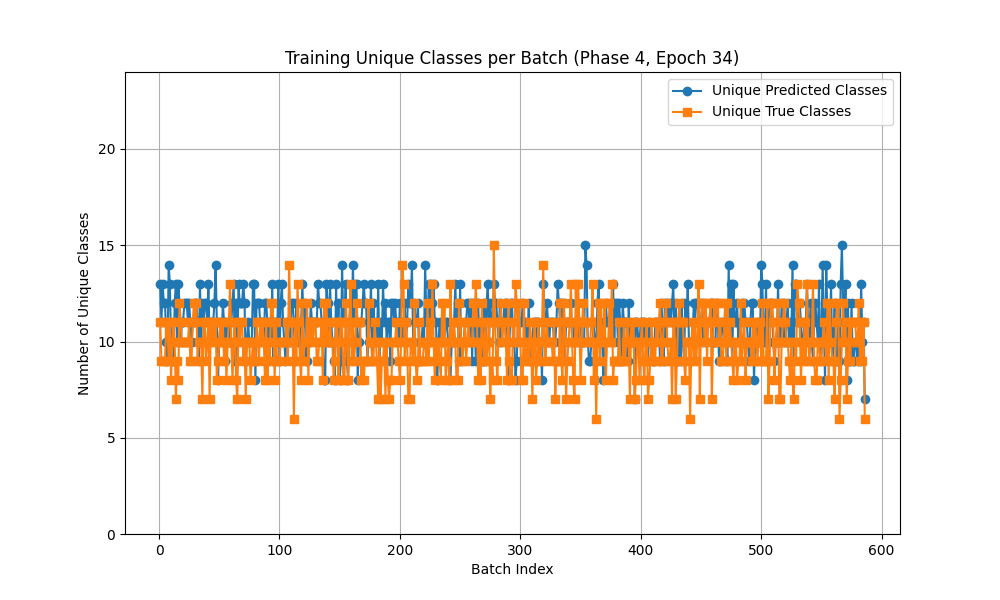 Training Unique Classes per Batch (Phase 4, Epoch 34)
Unique Predicted Classes
Unique True Classes
Number of Unique Classes
20
15
10
5
0
0 100 200 300 400 500 600
Batch Index